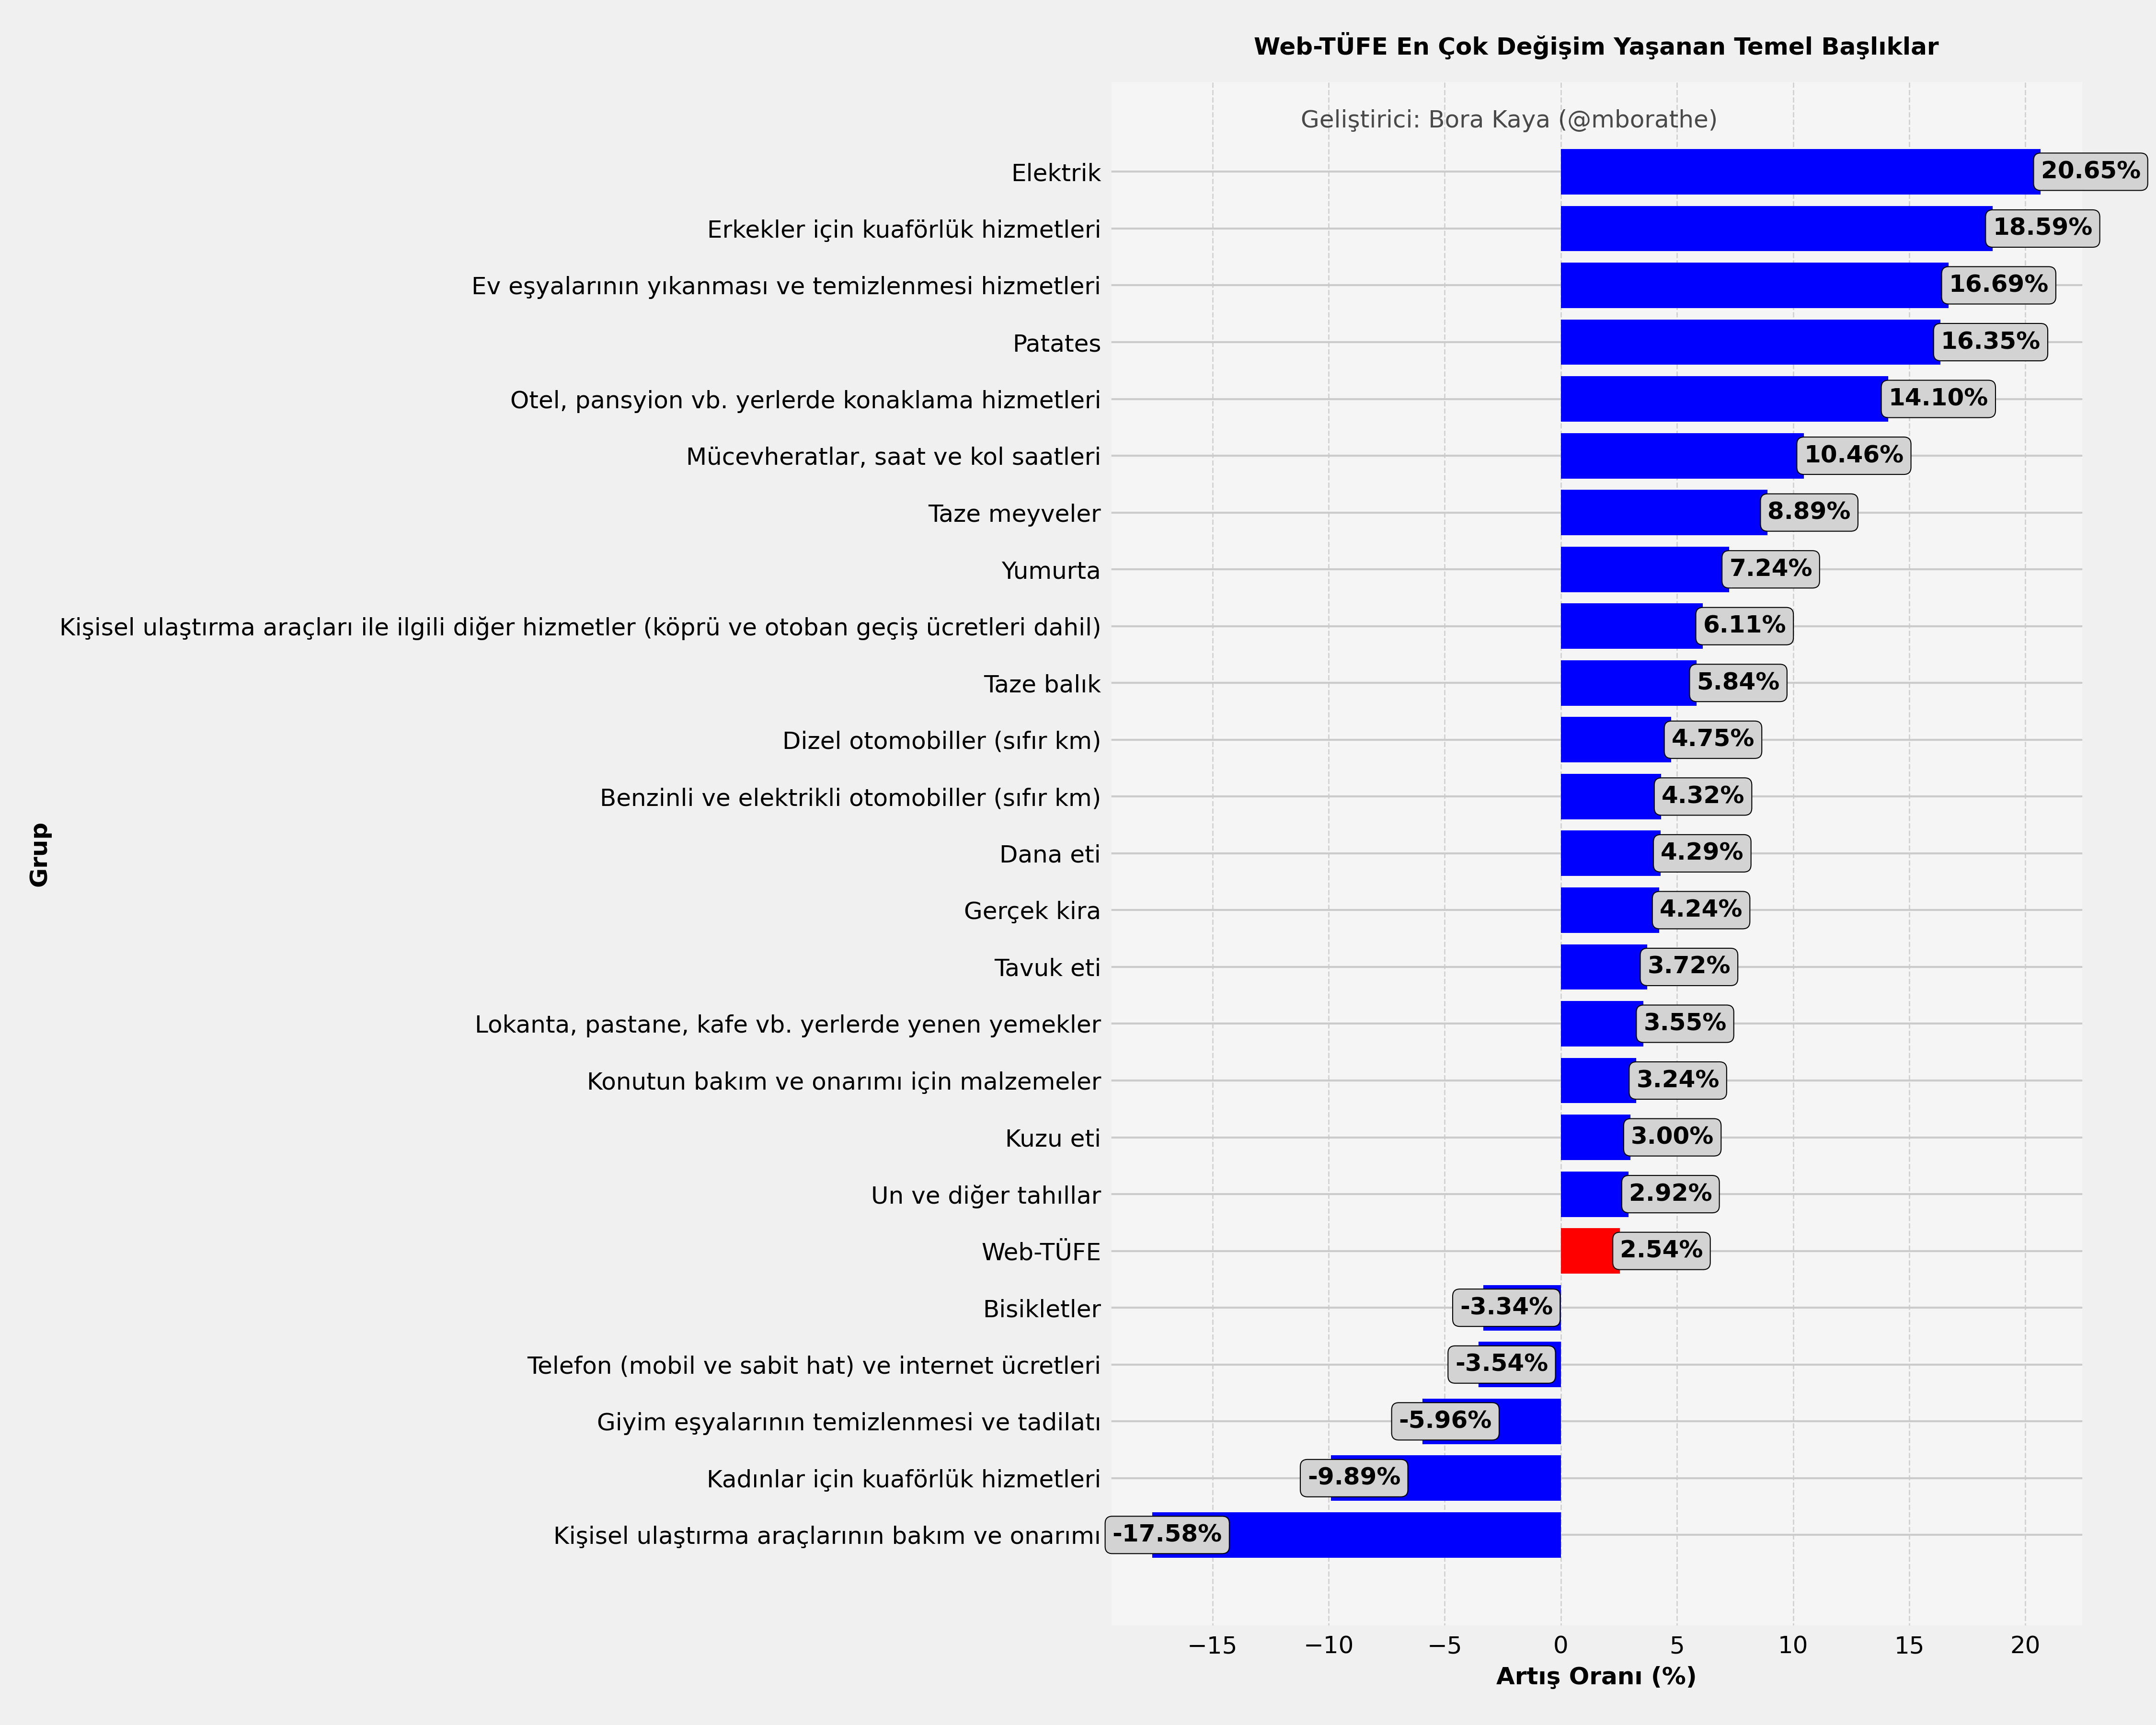 Web-TÜFE En Çok Değişim Yaşanan Temel Başlıklar
Geliştirici: Bora Kaya (@mborathe)
Elektrik 20.65%
Erkekler için kuaförlük hizmetleri 18.59%
Ev eşyalarının yıkanması ve temizlenmesi hizmetleri 16.69%
Patates 16.35%
Otel, pansyion vb. yerlerde konaklama hizmetleri 14.10%
Mücevheratlar, saat ve kol saatleri 10.46%
Taze meyveler 8.89%
Yumurta 7.24%
Kişisel ulaştırma araçları ile ilgili diğer hizmetler (köprü ve otoban geçiş ücretleri dahil) 6.11%
Taze balık 5.84%
Dizel otomobiller (sıfır km) 4.75%
Benzinli ve elektrikli otomobiller (sıfır km) 4.32%
Dana eti 4.29%
Gerçek kira 4.24%
Tavuk eti 3.72%
Lokanta, pastane, kafe vb. yerlerde yenen yemekler 3.55%
Konutun bakım ve onarımı için malzemeler 3.24%
Kuzu eti 3.00%
Un ve diğer tahıllar 2.92%
Web-TÜFE 2.54%
Bisikletler -3.34%
Telefon (mobil ve sabit hat) ve internet ücretleri -3.54%
Giyim eşyalarının temizlenmesi ve tadilatı -5.96%
Kadınlar için kuaförlük hizmetleri -9.89%
Kişisel ulaştırma araçlarının bakım ve onarımı -17.58%
Grup
−15 −10 −5 0 5 10 15 20
Artış Oranı (%)